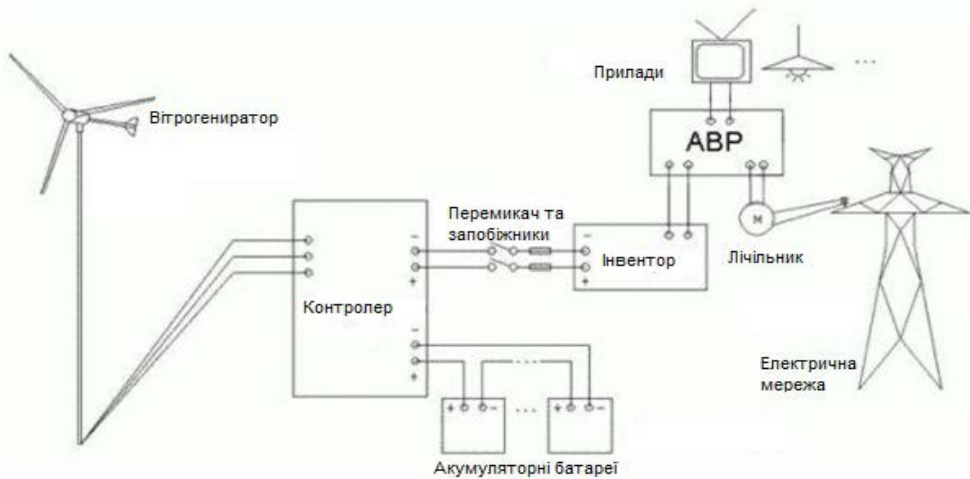 Прилади
...
Вітрогениратор
АВР
М
Перемикач та
запобіжники
Інвентор
Лічільник
Контролер
Електрична
мережа
- +
- +
- +
+ - ... + -
Акумуляторні батареї